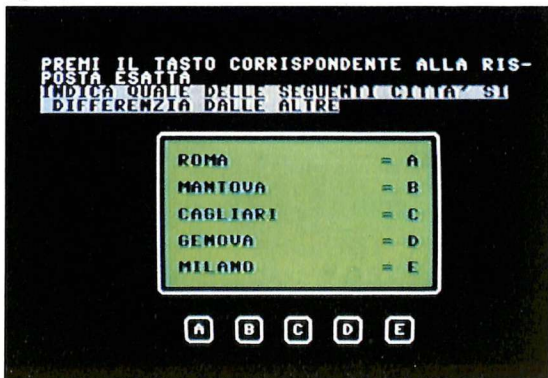 PREMI IL TASTO CORRISPONDENTE ALLA RIS-
POSTA ESATTA
INDICA QUALE DELLE SEGUENTI CITTA' SI
DIFFERENZIA DALLE ALTRE
ROMA = A
MANTOVA = B
CAGLIARI = C
GENOVA = D
MILANO = E
A B C D E